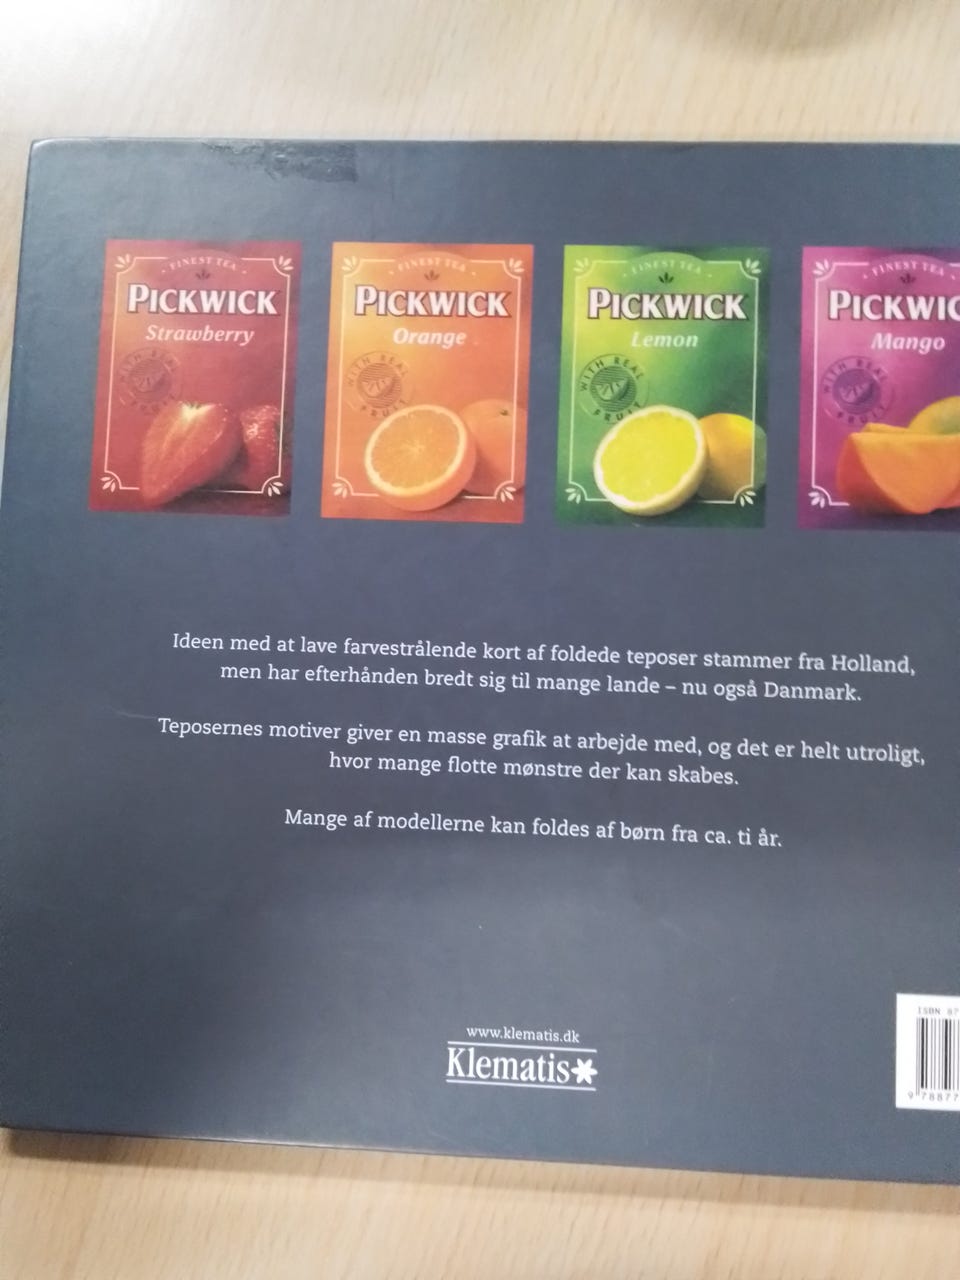 FINEST TEA
PICKWICK
Strawberry
WITH REAL
FRUIT
FINEST TEA
PICKWICK
Orange
WITH REAL
FRUIT
FINEST TEA
PICKWICK
Lemon
WITH REAL
FRUIT
FINEST TEA
PICKWIC
Mango
WITH REAL
FRUIT
Ideen med at lave farvestrålende kort af foldede teposer stammer fra Holland,
men har efterhånden bredt sig til mange lande – nu også Danmark.
Teposernes motiver giver en masse grafik at arbejde med, og det er helt utroligt,
hvor mange flotte mønstre der kan skabes.
Mange af modellerne kan foldes af børn fra ca. ti år.
www.klematis.dk
Klematis
ISBN 87
9 78877